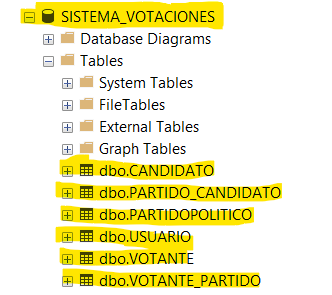 SISTEMA_VOTACIONES
Database Diagrams
Tables
System Tables
FileTables
External Tables
Graph Tables
dbo.CANDIDATO
dbo.PARTIDO_CANDIDATO
dbo.PARTIDOPOLITICO
dbo.USUARIO
dbo.VOTANTE
dbo.VOTANTE_PARTIDO